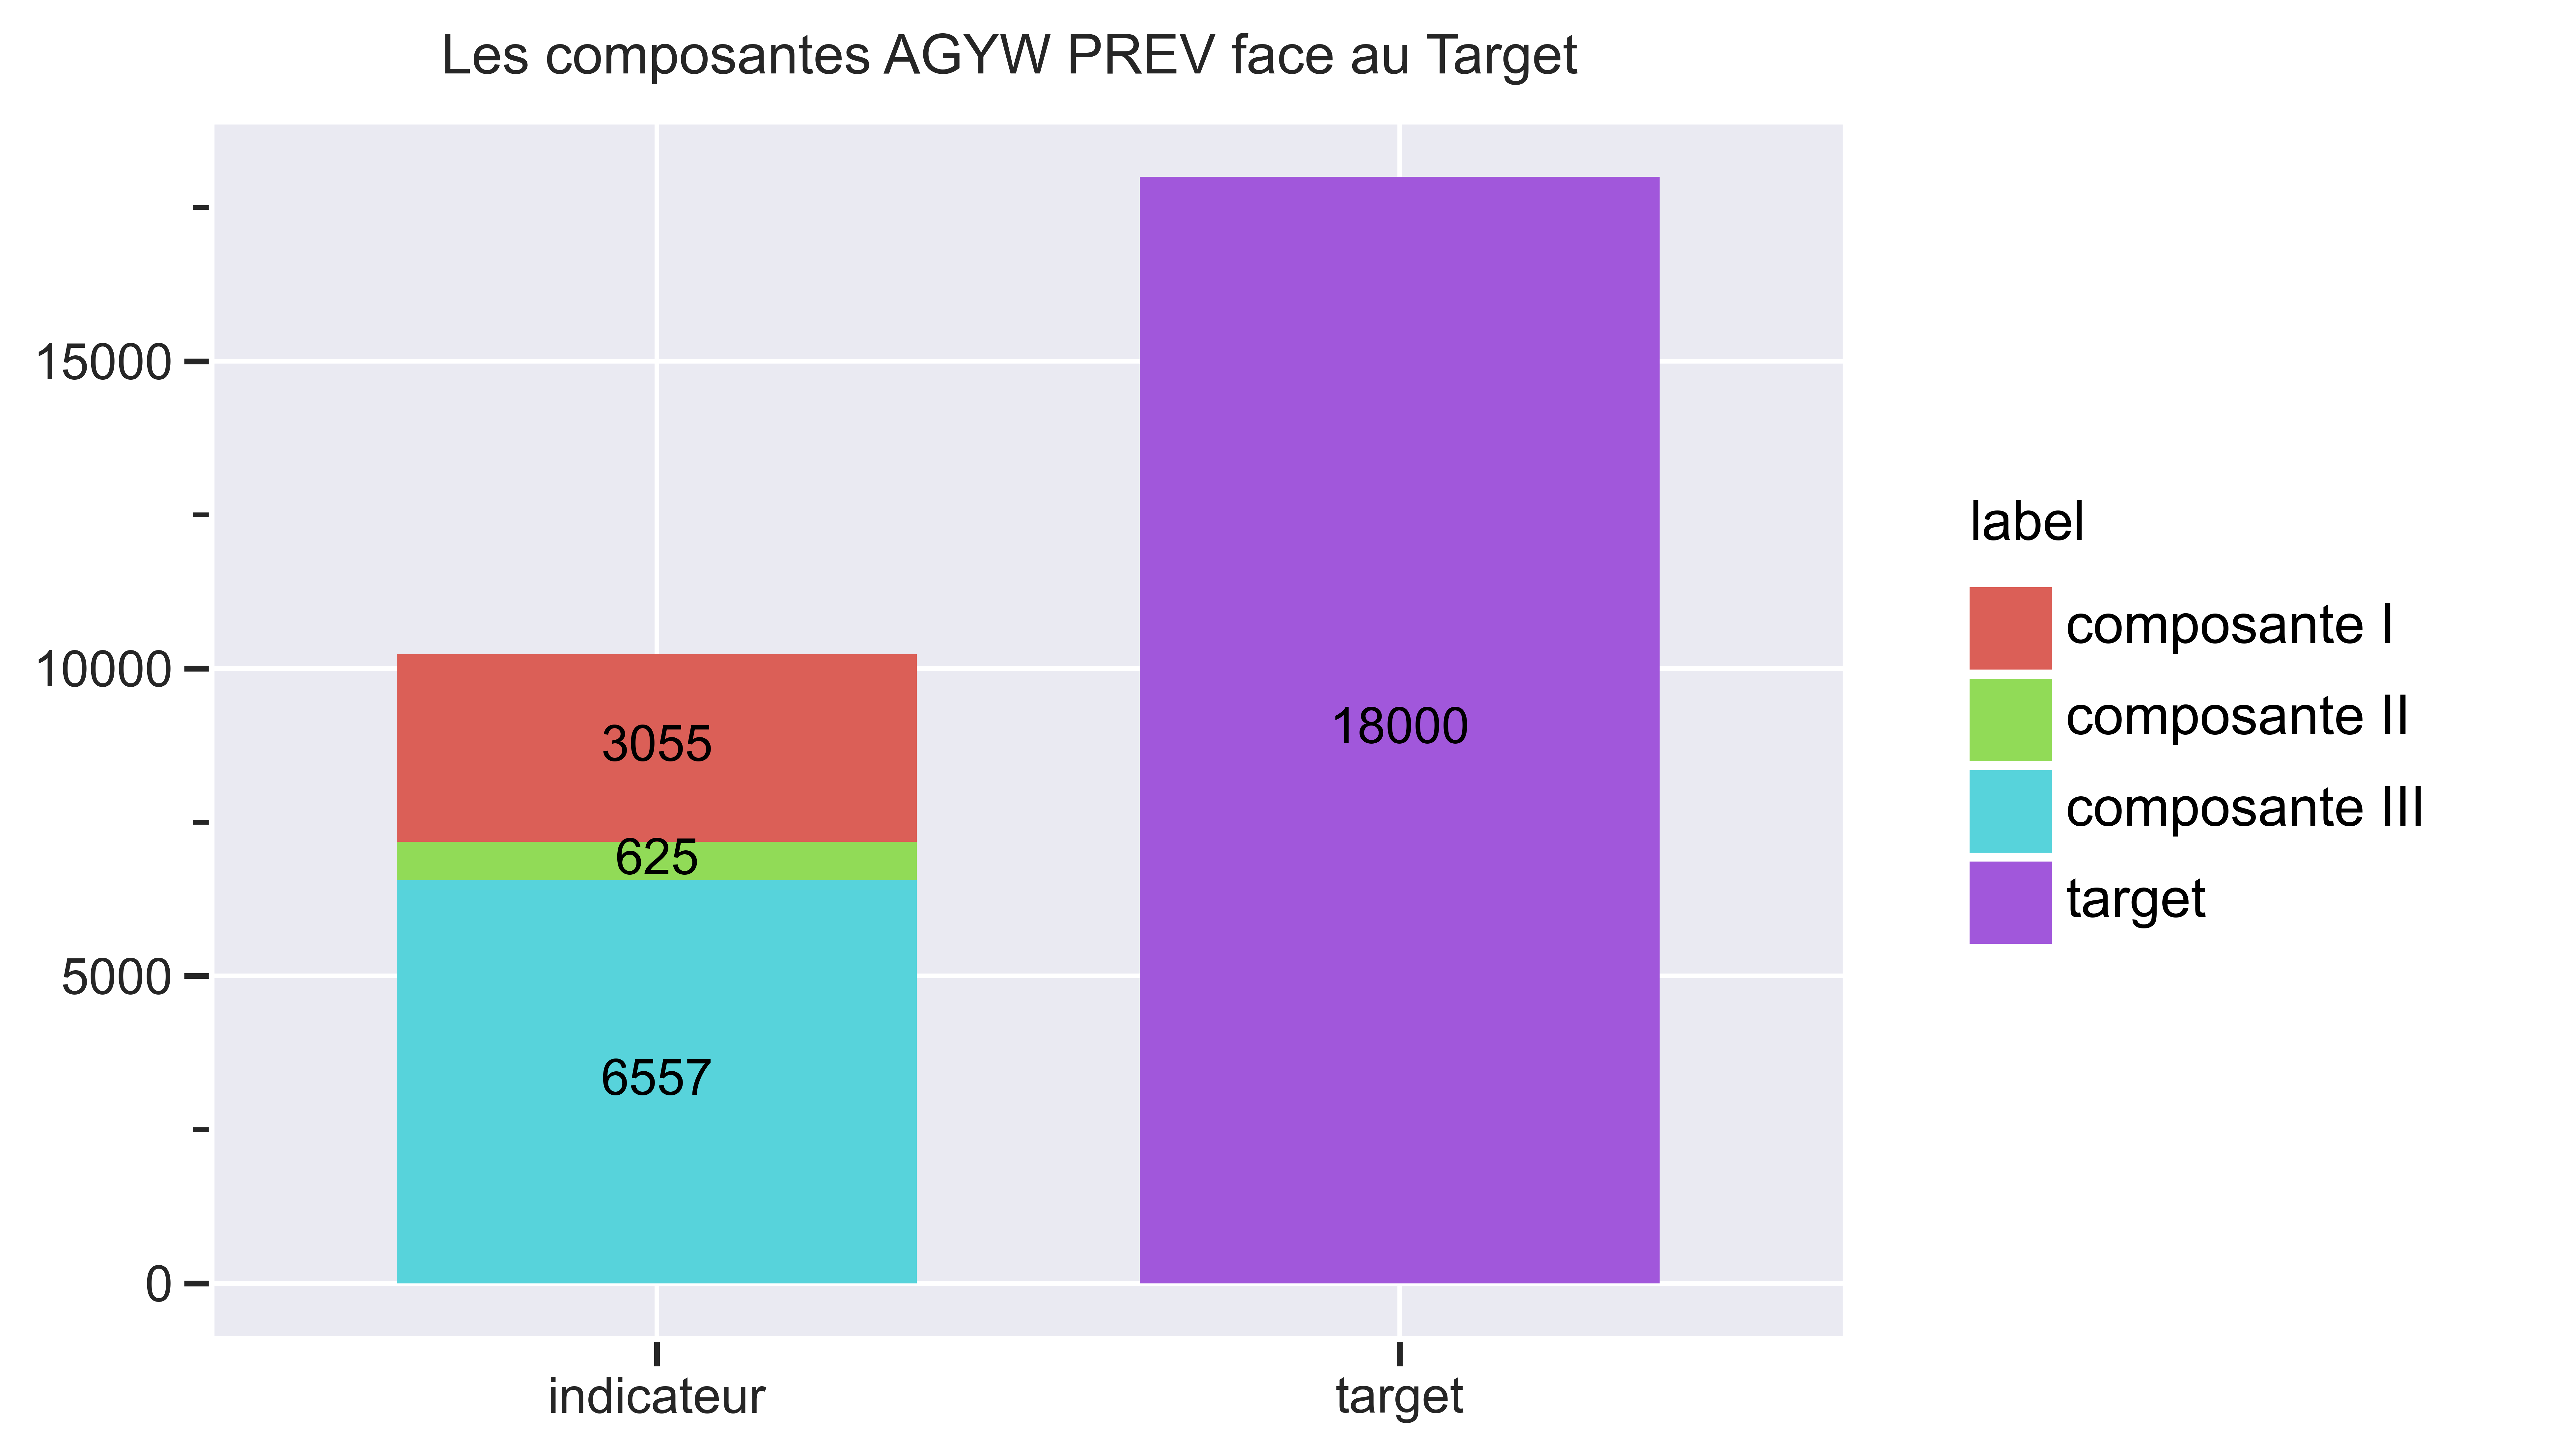 Les composantes AGYW PREV face au Target
15000
10000
5000
0
3055
625
6557
18000
indicateur
target
label
composante I
composante II
composante III
target